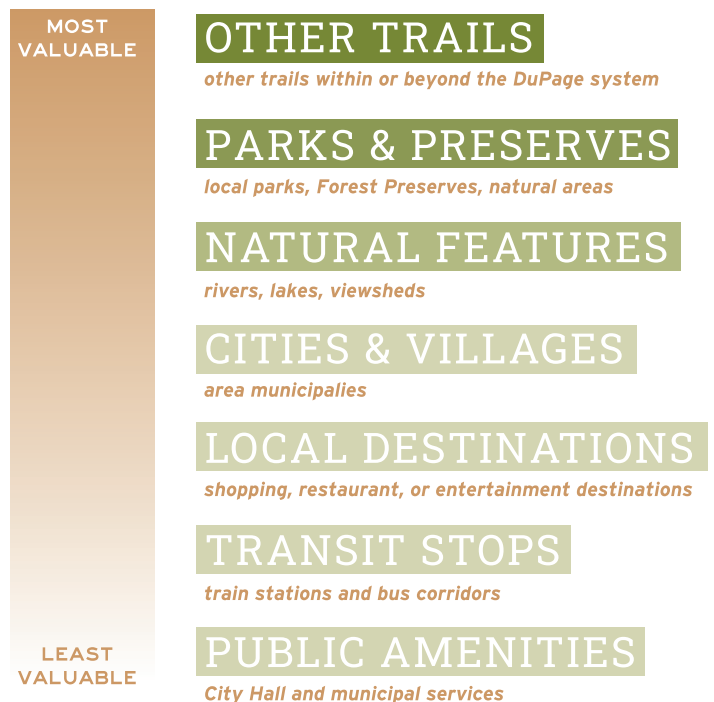 MOST
VALUABLE
OTHER TRAILS
other trails within or beyond the DuPage system
PARKS & PRESERVES
local parks, Forest Preserves, natural areas
NATURAL FEATURES
rivers, lakes, viewsheds
CITIES & VILLAGES
area municipalies
LOCAL DESTINATIONS
shopping, restaurant, or entertainment destinations
TRANSIT STOPS
train stations and bus corridors
LEAST
VALUABLE
PUBLIC AMENITIES
City Hall and municipal services